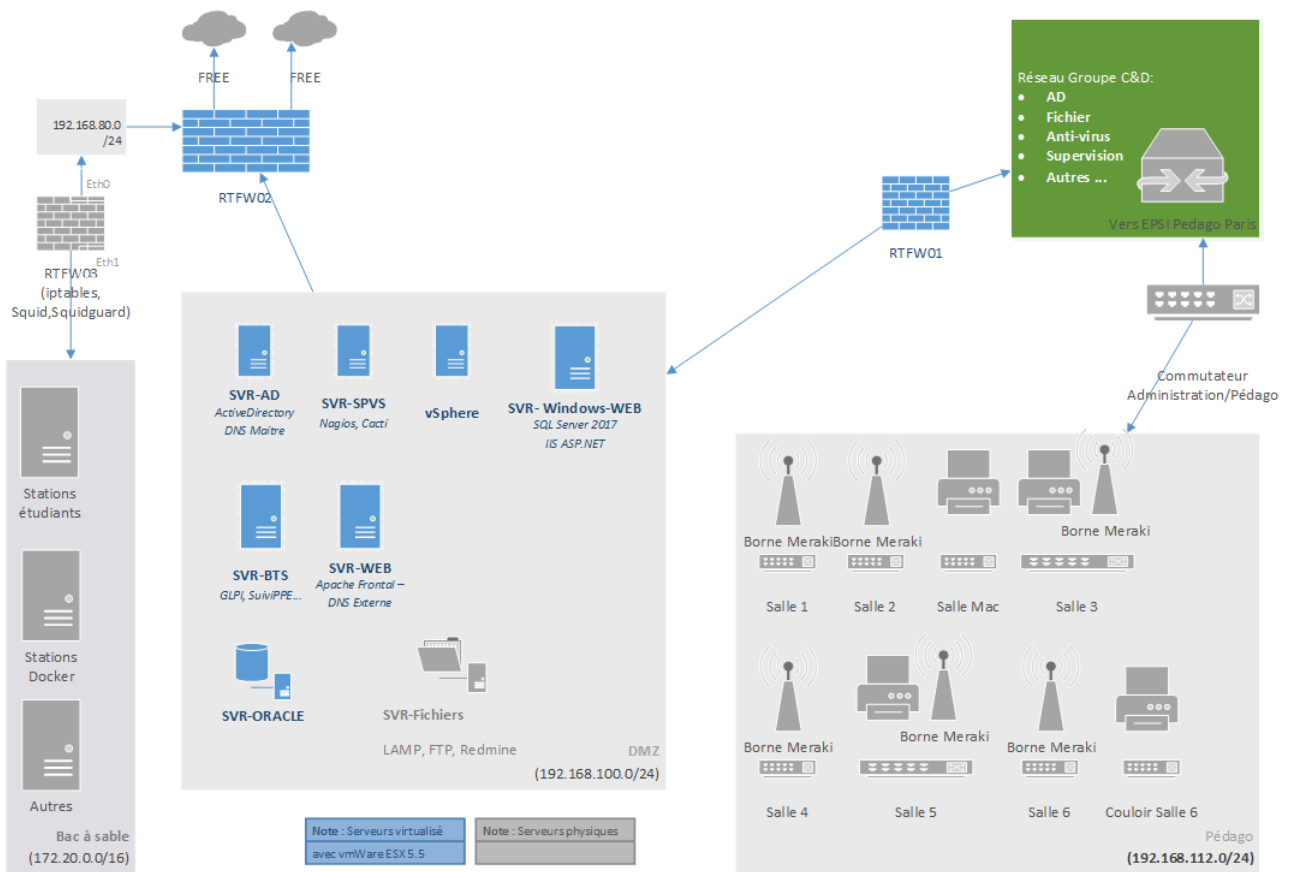 FREE
FREE
192.168.80.0
/24
Eth0
RTFW02
Eth1
RTFW03
(iptables,
Squid,Squidguard)
Réseau Groupe C&D:
• AD
• Fichier
• Anti-virus
• Supervision
• Autres ...
Vers EPSI Pedago Paris
RTFW01
Commutateur
Administration/Pédago
Stations
étudiants
Stations
Docker
Autres
Bac à sable
(172.20.0.0/16)
SVR-AD
ActiveDirectory
DNS Maitre
SVR-SPVS
Nagios, Cacti
vSphere
SVR- Windows-WEB
SQL Server 2017
IIS ASP.NET
SVR-BTS
GLPI, SuiviPPE...
SVR-WEB
Apache Frontal –
DNS Externe
SVR-ORACLE
SVR-Fichiers
LAMP, FTP, Redmine
DMZ
(192.168.100.0/24)
Note : Serveurs virtualisé
avec vmWare ESX 5.5
Note : Serveurs physiques
Borne Meraki
Borne Meraki
Borne Meraki
Salle 1
Salle 2
Salle Mac
Salle 3
Borne Meraki
Borne Meraki
Borne Meraki
Salle 4
Salle 5
Salle 6
Couloir Salle 6
Pédago
(192.168.112.0/24)